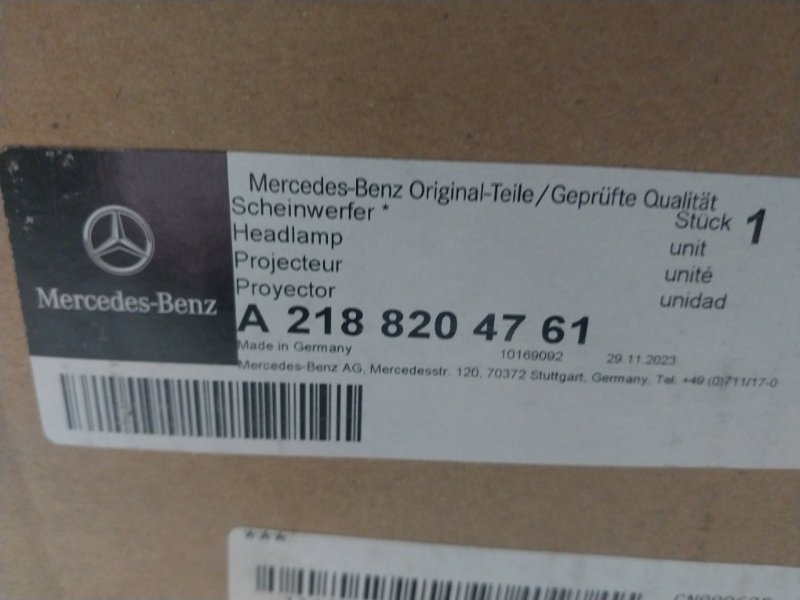 Mercedes-Benz Original-Teile/Geprüfte Qualität
Scheinwerfer * Stück 1
Headlamp unit
Projecteur unité
Proyector unidad
Mercedes-Benz
A 218 820 47 61
Made in Germany 10169092 29.11.2023
Mercedes-Benz AG, Mercedesstr. 120, 70372 Stuttgart, Germany, Tel. +49 (0)711/17-0
***